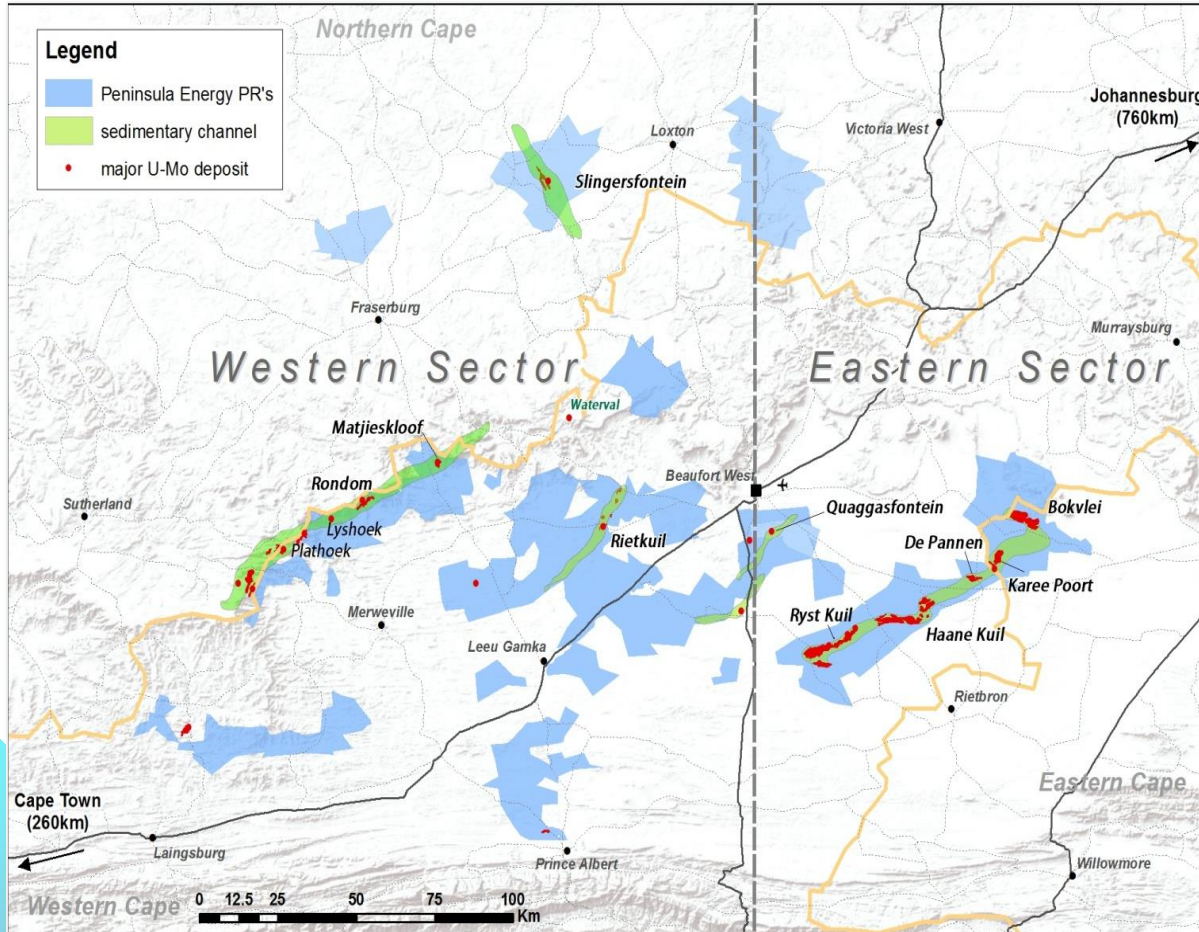 Northern Cape
Legend
Peninsula Energy PR's
sedimentary channel
major U-Mo deposit
Johannesburg
(760km)
Loxton
Victoria West
Slingersfontein
Fraserburg
Murraysburg
Western Sector
Eastern Sector
Waterval
Matjieskloof
Beaufort West
Rondom
Sutherland
Quaggasfontein
Bokvlei
Lyshoek
Rietkuil
De Pannen
Plathoek
Karee Poort
Merweville
Ryst Kuil
Haane Kuil
Leeu Gamka
Rietbron
Eastern Cape
Cape Town
(260km)
Laingsburg
Prince Albert
Willowmore
Western Cape
0 12.5 25 50 75 100
Km